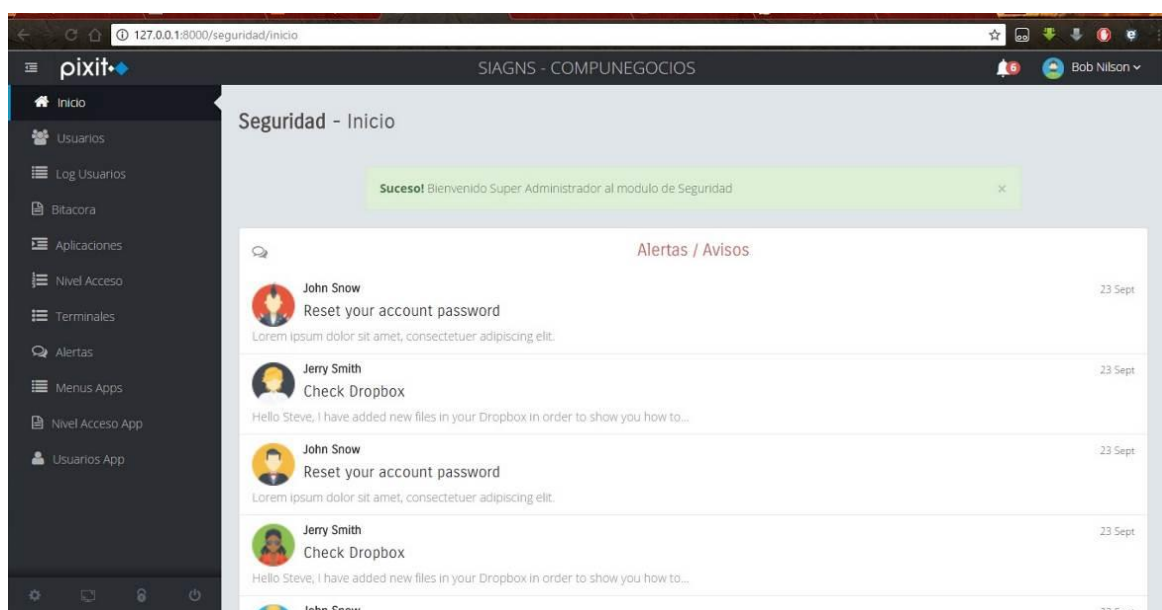 127.0.0.1:8000/seguridad/inicio
pixit
SIAGNS - COMPUNEGOCIOS
6
Bob Nilson
Inicio
Usuarios
Log Usuarios
Bitacora
Aplicaciones
Nivel Acceso
Terminales
Alertas
Menus Apps
Nivel Acceso App
Usuarios App
Seguridad - Inicio
Suceso! Bienvenido Super Administrador al modulo de Seguridad ×
Alertas / Avisos
John Snow 23 Sept
Reset your account password
Lorem ipsum dolor sit amet, consectetuer adipiscing elit.
Jerry Smith 23 Sept
Check Dropbox
Hello Steve, I have added new files in your Dropbox in order to show you how to...
John Snow 23 Sept
Reset your account password
Lorem ipsum dolor sit amet, consectetuer adipiscing elit.
Jerry Smith 23 Sept
Check Dropbox
Hello Steve, I have added new files in your Dropbox in order to show you how to...
John Snow 23 Sept